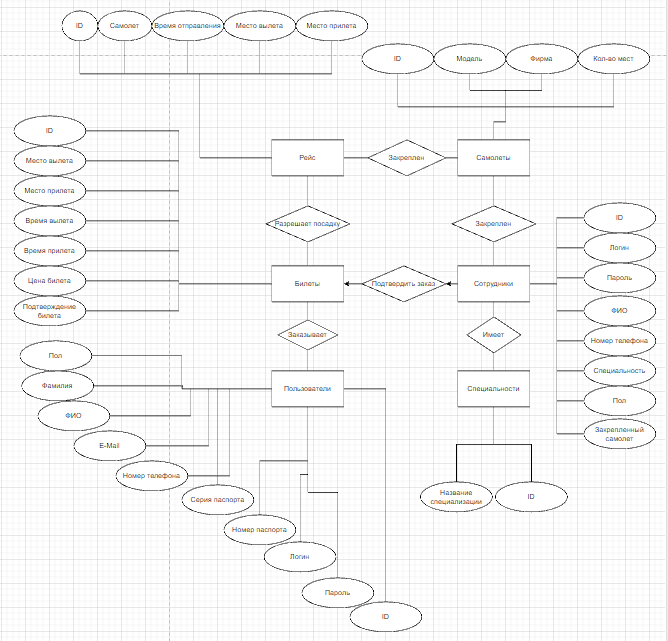 ID
Самолет
Время отправления
Место вылета
Место прилета
ID
Модель
Фирма
Кол-во мест
ID
Место вылета
Место прилета
Время вылета
Время прилета
Цена билета
Подтверждение
билета
Рейс
Закреплен
Самолеты
Разрешает посадку
Закреплен
Билеты
Подтвердить заказ
Сотрудники
ID
Логин
Пароль
ФИО
Номер телефона
Специальность
Пол
Закрепленный
самолет
Заказывает
Имеет
Пользователи
Специальности
Пол
Фамилия
ФИО
E-Mail
Номер телефона
Серия паспорта
Номер паспорта
Логин
Пароль
ID
Название
специализации
ID